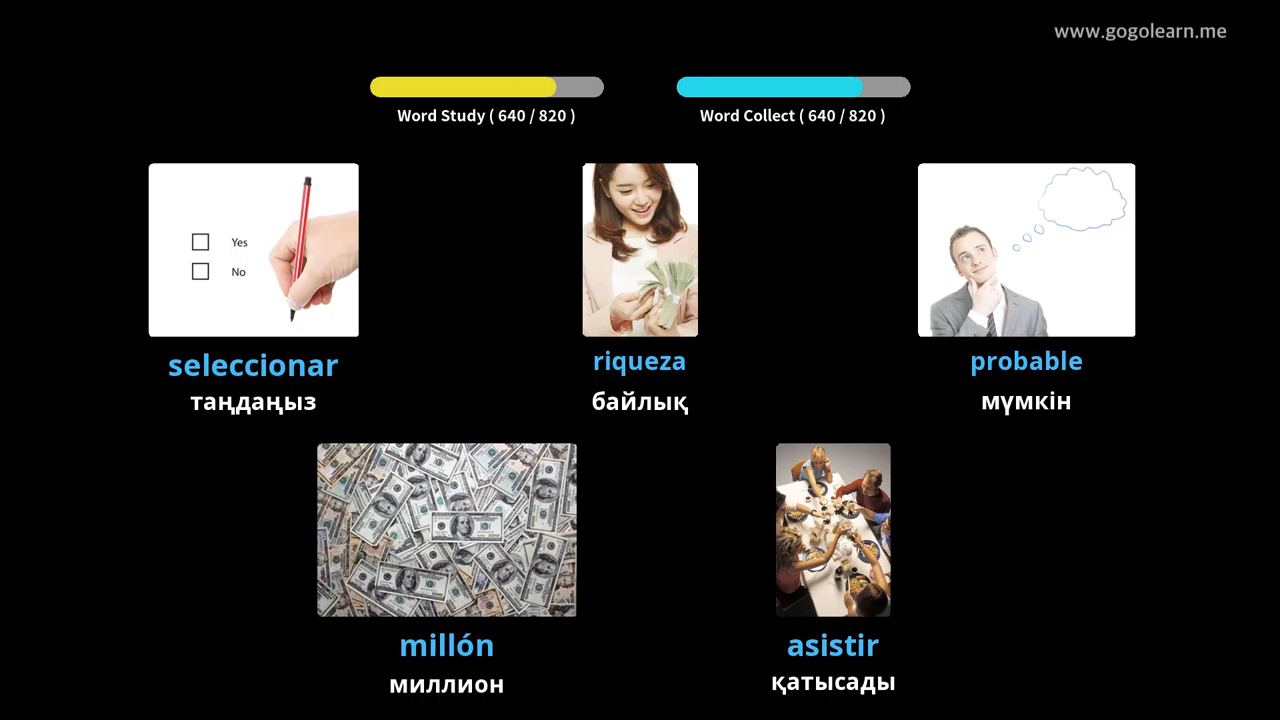 www.gogolearn.me
Word Study ( 640 / 820 )
Word Collect ( 640 / 820 )
Yes
No
seleccionar
таңдаңыз
riqueza
байлық
probable
мүмкін
millón
миллион
asistir
қатысады